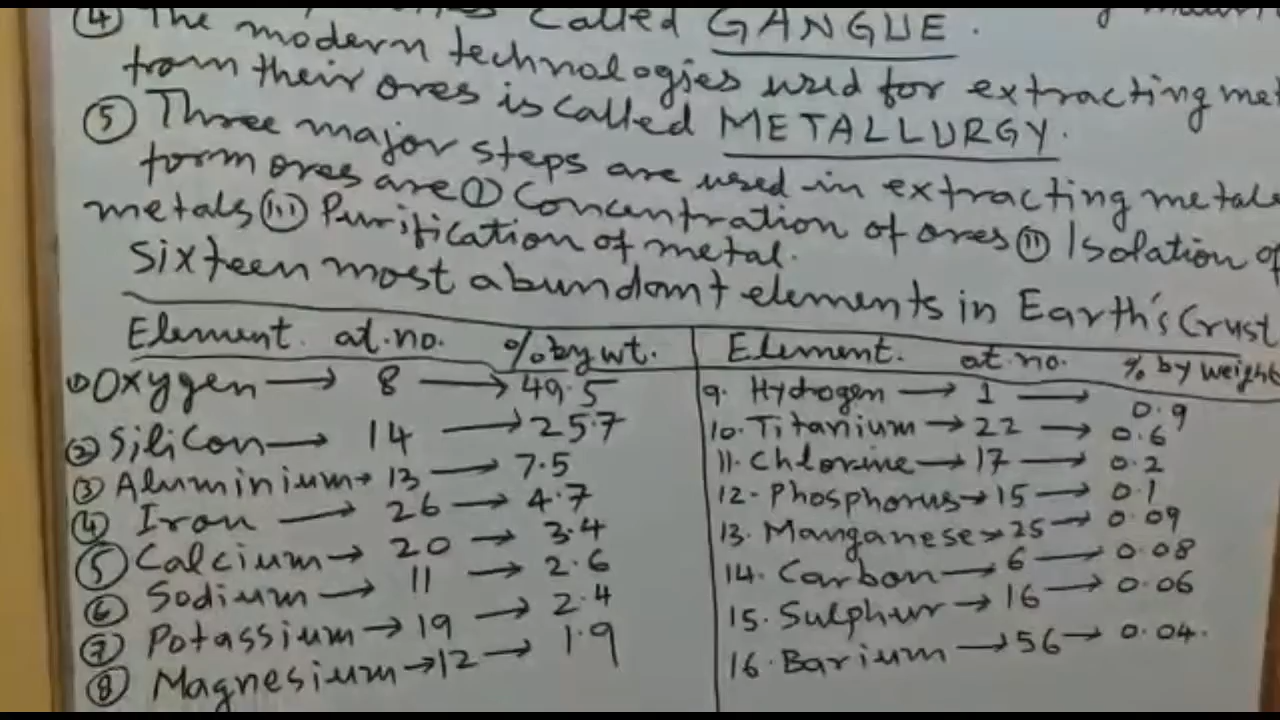 called GANGUE.
④ The modern technologies used for extracting
from their ores is called METALLURGY.
⑤ Three major steps are used in extracting metals
form ores are Ⓘ Concentration of ores ⓘⓘ Isolation of
metals ⓘⓘⓘ Purification of metal.
Sixteen most abundant elements in Earth's Crust
Element. at.no. % by wt. Element. at.no. % by weight
① Oxygen → 8 → 49.5 9. Hydrogen → 1 → 0.9
② Silicon → 14 → 25.7 10. Titanium → 22 → 0.6
③ Aluminium → 13 → 7.5 11. Chlorine → 17 → 0.2
④ Iron → 26 → 4.7 12. Phosphorus → 15 → 0.1
⑤ Calcium → 20 → 3.4 13. Manganese → 25 → 0.09
⑥ Sodium → 11 → 2.6 14. Carbon → 6 → 0.08
⑦ Potassium → 19 → 2.4 15. Sulphur → 16 → 0.06
⑧ Magnesium → 12 → 1.9 16. Barium → 56 → 0.04.